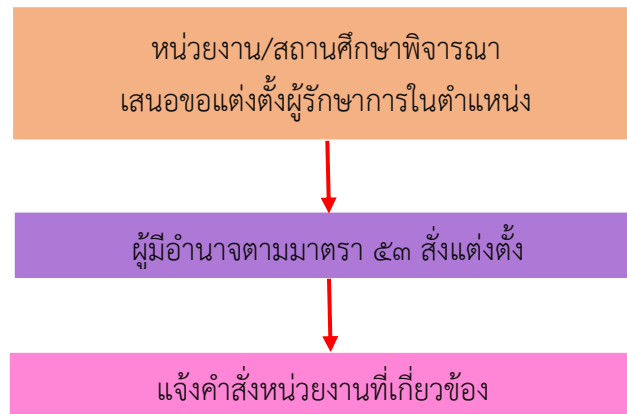 หน่วยงาน/สถานศึกษาพิจารณา
เสนอขอแต่งตั้งผู้รักษาการในตำแหน่ง
ผู้มีอำนาจตามมาตรา ๕๓ สั่งแต่งตั้ง
แจ้งคำสั่งหน่วยงานที่เกี่ยวข้อง